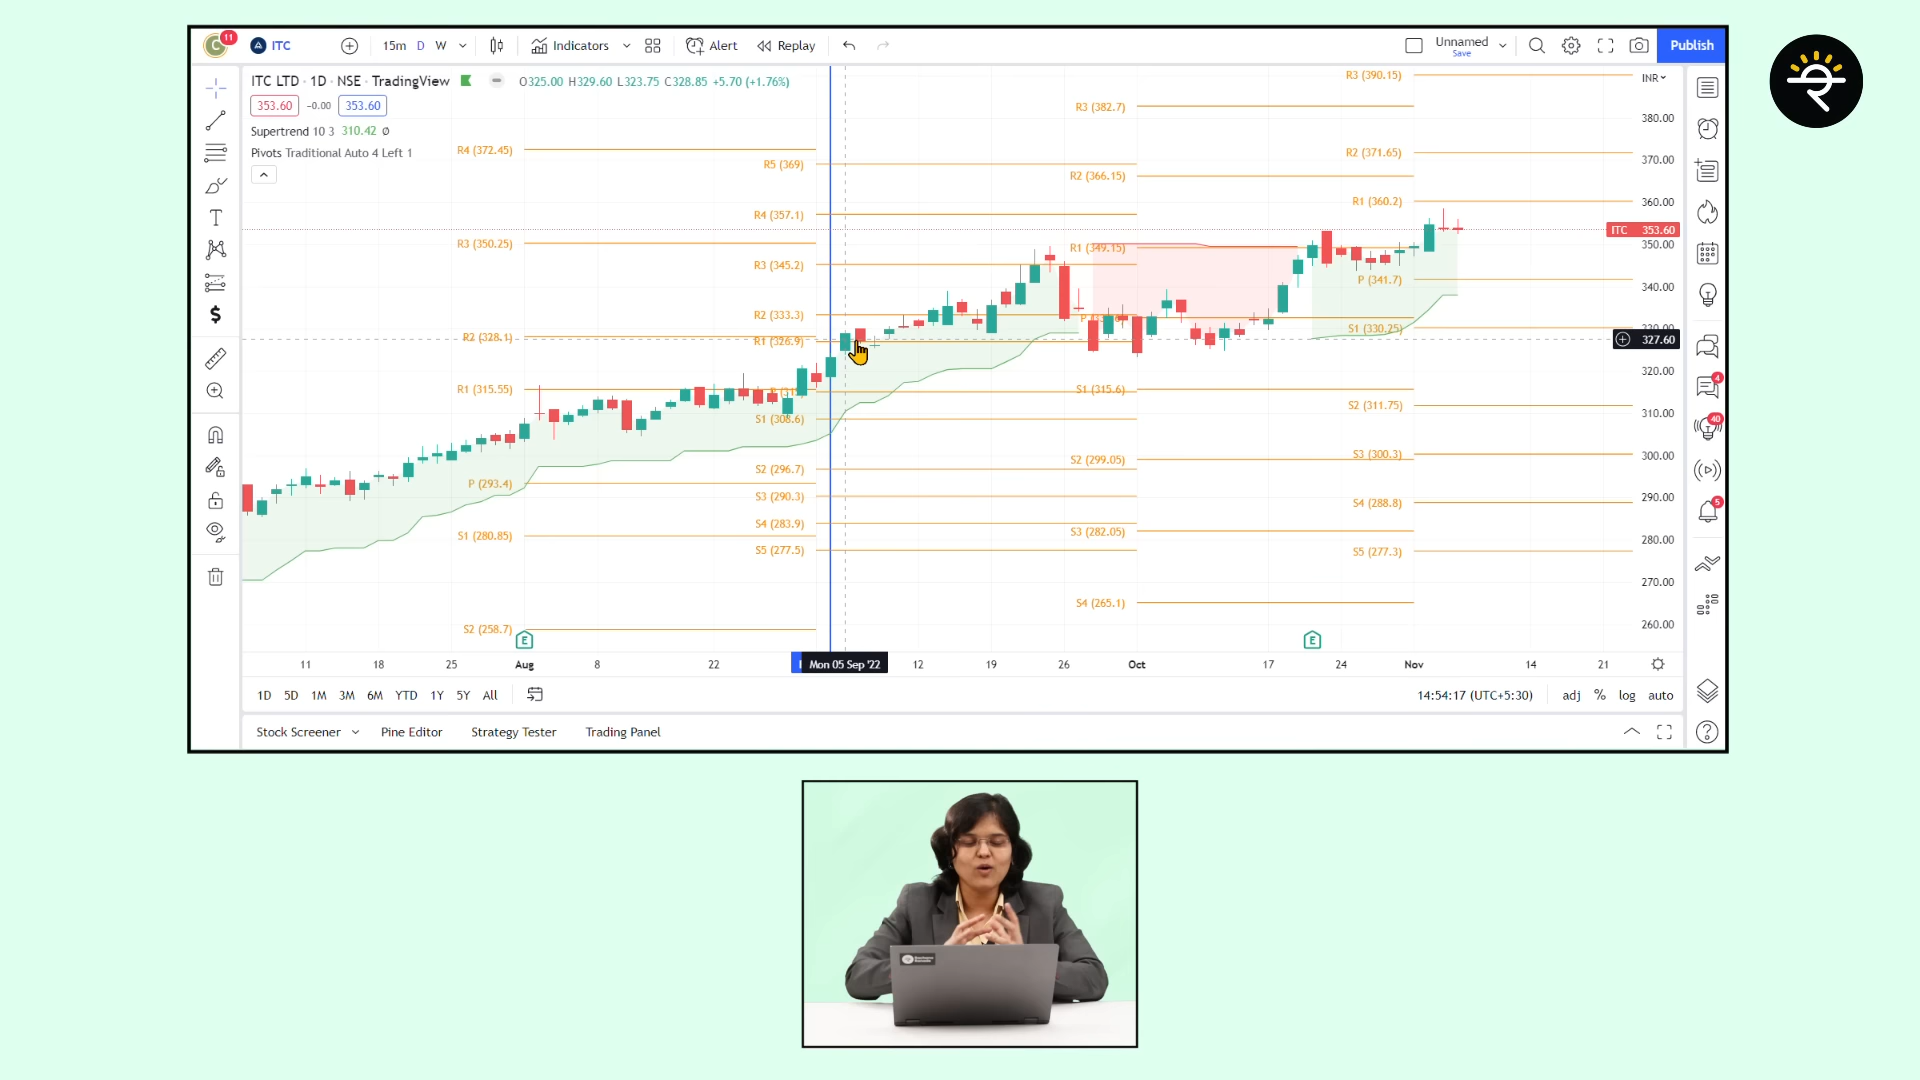 C 11 ITC 15m D W Indicators Alert Replay Unnamed Save Publish
ITC LTD · 1D · NSE · TradingView O325.00 H329.60 L323.75 C328.85 +5.70 (+1.76%)
353.60 -0.00 353.60
Supertrend 10 3 310.42 Ø
Pivots Traditional Auto 4 Left 1
INR
R3 (390.15)
R3 (382.7)
380.00
R4 (372.45)
R2 (371.65)
370.00
R5 (369)
R2 (366.15)
R1 (360.2)
360.00
R4 (357.1)
ITC 353.60
R3 (350.25)
R1 (349.15)
350.00
R3 (345.2)
P (341.7)
340.00
R2 (333.3)
S1 (330.25)
330.00
R2 (328.1)
R1 (326.9)
327.60
320.00
R1 (315.55)
S1 (315.6)
S2 (311.75)
310.00
S1 (308.6)
S3 (300.3)
300.00
S2 (299.05)
S2 (296.7)
P (293.4)
S3 (290.3)
290.00
S4 (288.8)
S4 (283.9)
S3 (282.05)
S1 (280.85)
280.00
S5 (277.5)
S5 (277.3)
270.00
S4 (265.1)
S2 (258.7)
260.00
E E
11 18 25 Aug 8 22 Mon 05 Sep '22 12 19 26 Oct 17 24 Nov 14 21
1D 5D 1M 3M 6M YTD 1Y 5Y All 14:54:17 (UTC+5:30) adj % log auto
Stock Screener Pine Editor Strategy Tester Trading Panel
4
40
5